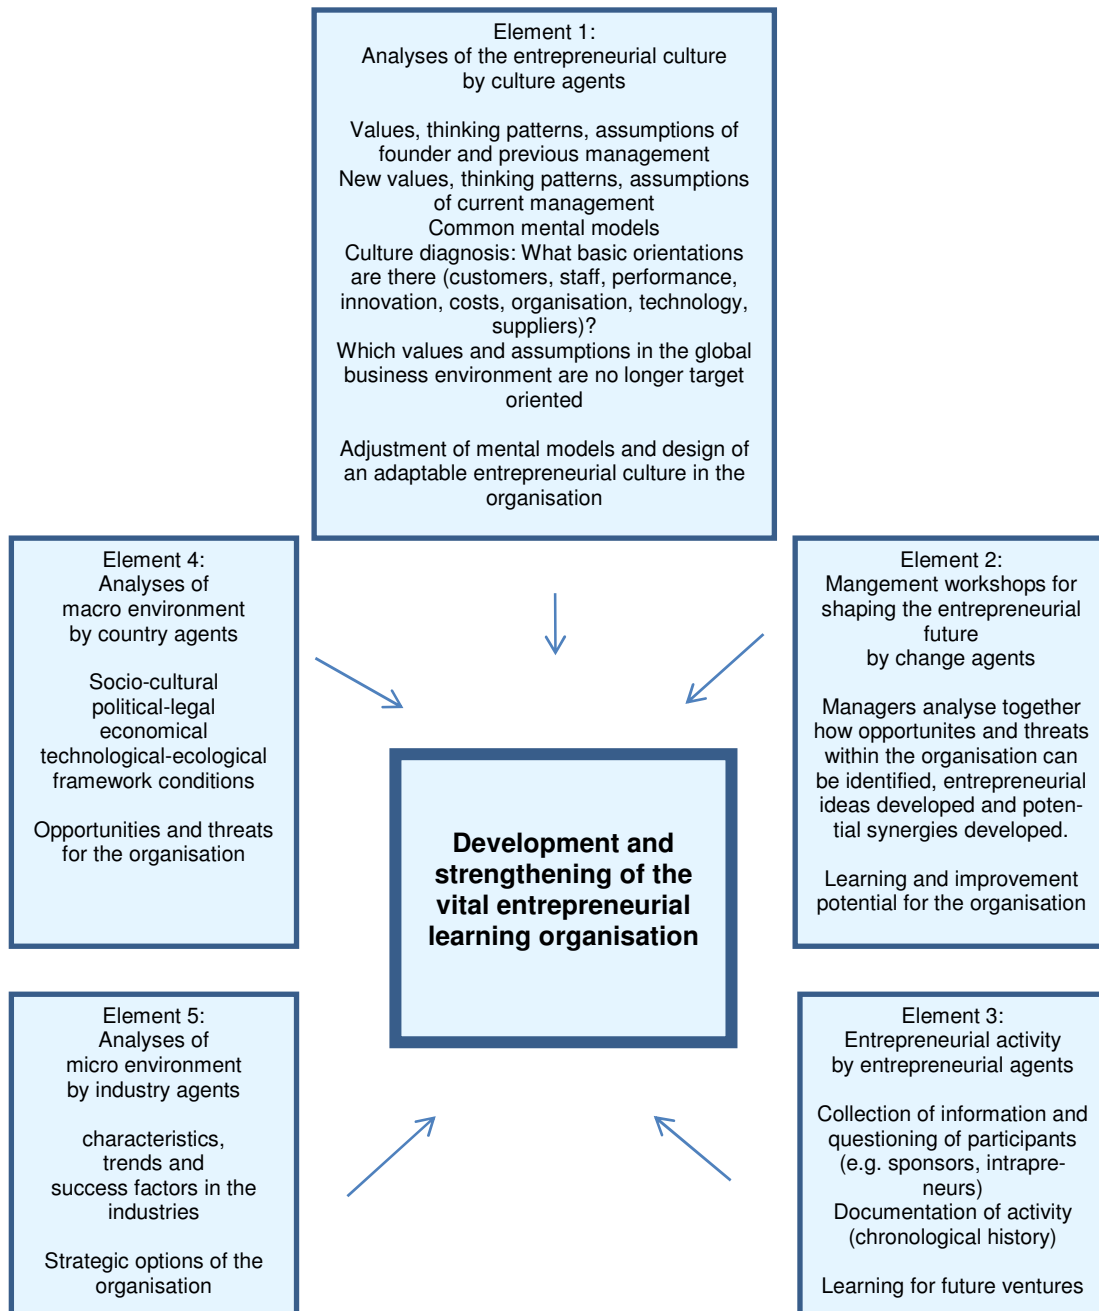 Element 1:
Analyses of the entrepreneurial culture
by culture agents
Values, thinking patterns, assumptions of
founder and previous management
New values, thinking patterns, assumptions
of current management
Common mental models
Culture diagnosis: What basic orientations
are there (customers, staff, performance,
innovation, costs, organisation, technology,
suppliers)?
Which values and assumptions in the global
business environment are no longer target
oriented
Adjustment of mental models and design of
an adaptable entrepreneurial culture in the
organisation
Element 4:
Analyses of
macro environment
by country agents
Socio-cultural
political-legal
economical
technological-ecological
framework conditions
Opportunities and threats
for the organisation
Element 2:
Mangement workshops for
shaping the entrepreneurial
future
by change agents
Managers analyse together
how opportunites and threats
within the organisation can
be identified, entrepreneurial
ideas developed and poten-
tial synergies developed.
Learning and improvement
potential for the organisation
Development and
strengthening of the
vital entrepreneurial
learning organisation
Element 5:
Analyses of
micro environment
by industry agents
characteristics,
trends and
success factors in the
industries
Strategic options of the
organisation
Element 3:
Entrepreneurial activity
by entrepreneurial agents
Collection of information and
questioning of participants
(e.g. sponsors, intrapre-
neurs)
Documentation of activity
(chronological history)
Learning for future ventures